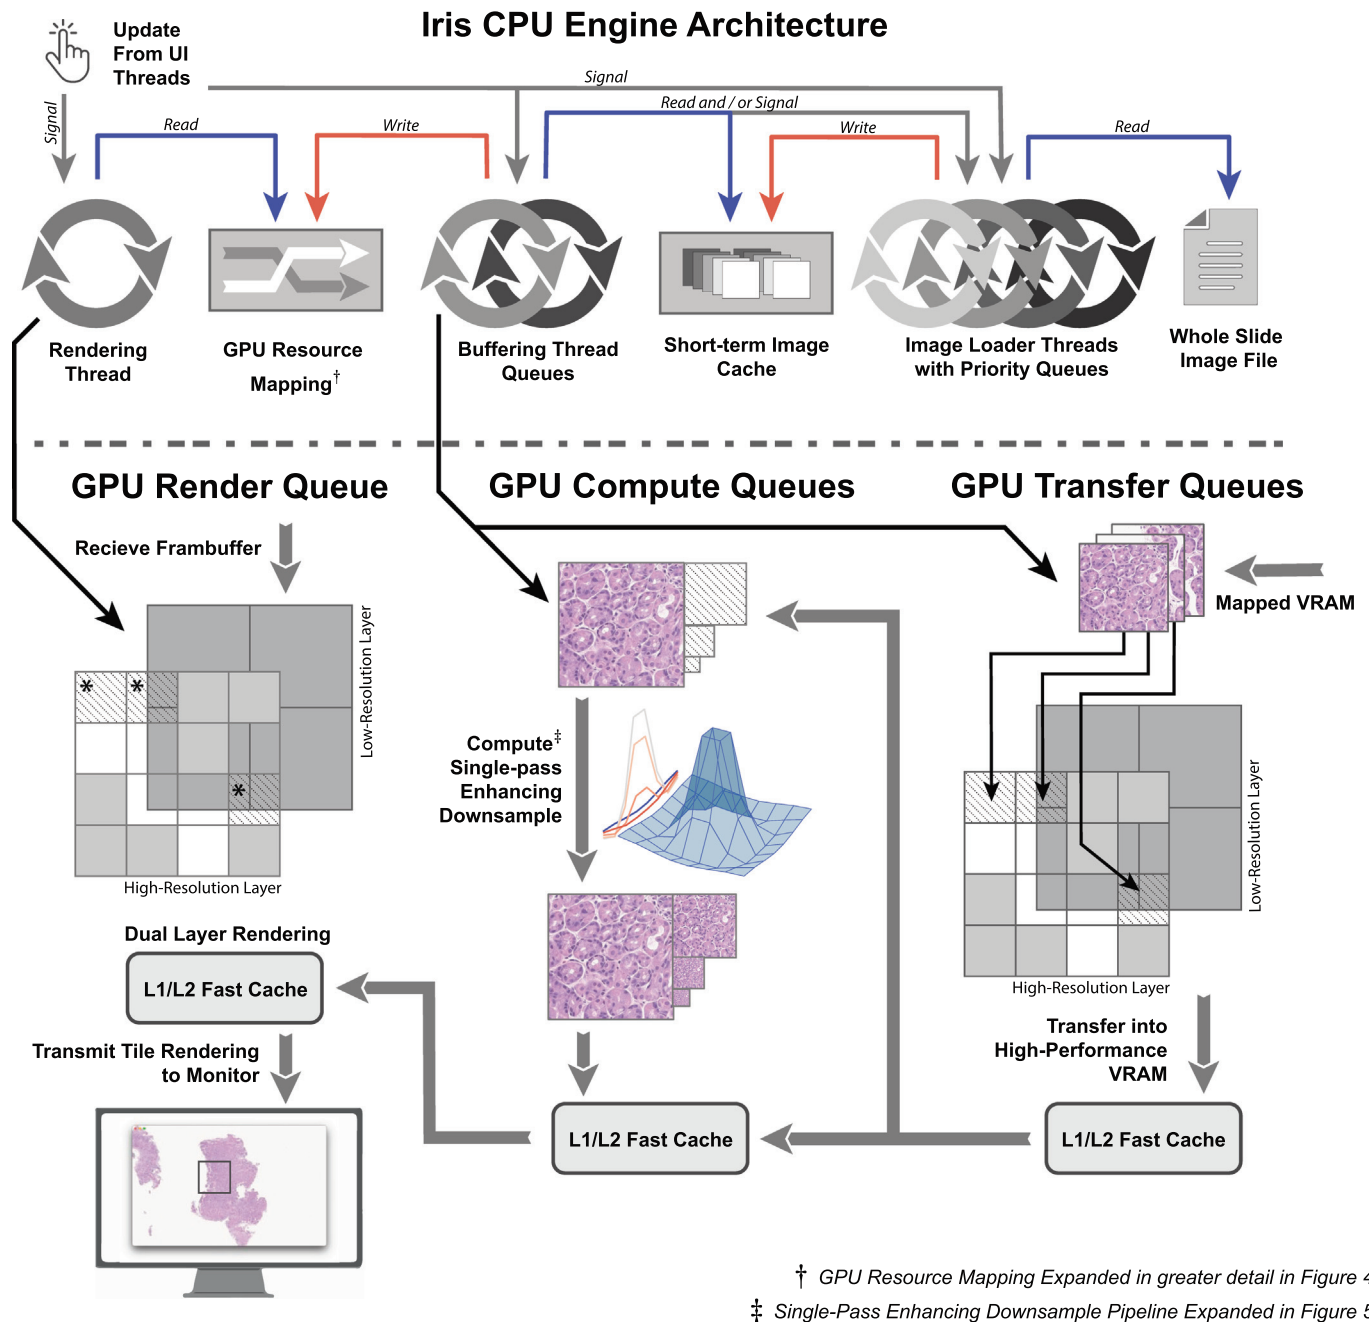 Iris CPU Engine Architecture
Update
From UI
Threads
Signal
Signal
Read
Write
Read and / or Signal
Write
Read
Rendering
Thread
GPU Resource
Mapping†
Buffering Thread
Queues
Short-term Image
Cache
Image Loader Threads
with Priority Queues
Whole Slide
Image File
GPU Render Queue
GPU Compute Queues
GPU Transfer Queues
Recieve Frambuffer
Mapped VRAM
Low-Resolution Layer
* *
*
High-Resolution Layer
Compute‡
Single-pass
Enhancing
Downsample
Low-Resolution Layer
High-Resolution Layer
Dual Layer Rendering
L1/L2 Fast Cache
Transfer into
High-Performance
VRAM
Transmit Tile Rendering
to Monitor
L1/L2 Fast Cache
L1/L2 Fast Cache
† GPU Resource Mapping Expanded in greater detail in Figure 4
‡ Single-Pass Enhancing Downsample Pipeline Expanded in Figure 5